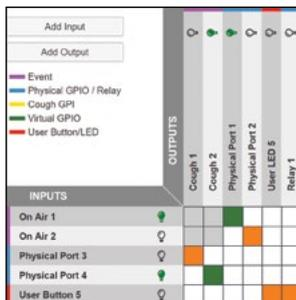 Add Input
Add Output
Event
Physical GPIO / Relay
Cough GPI
Virtual GPIO
User Button/LED
OUTPUTS
Cough 1
Cough 2
Physical Port 1
Physical Port 2
User LED 5
Relay 1
INPUTS
On Air 1
On Air 2
Physical Port 3
Physical Port 4
User Button 5